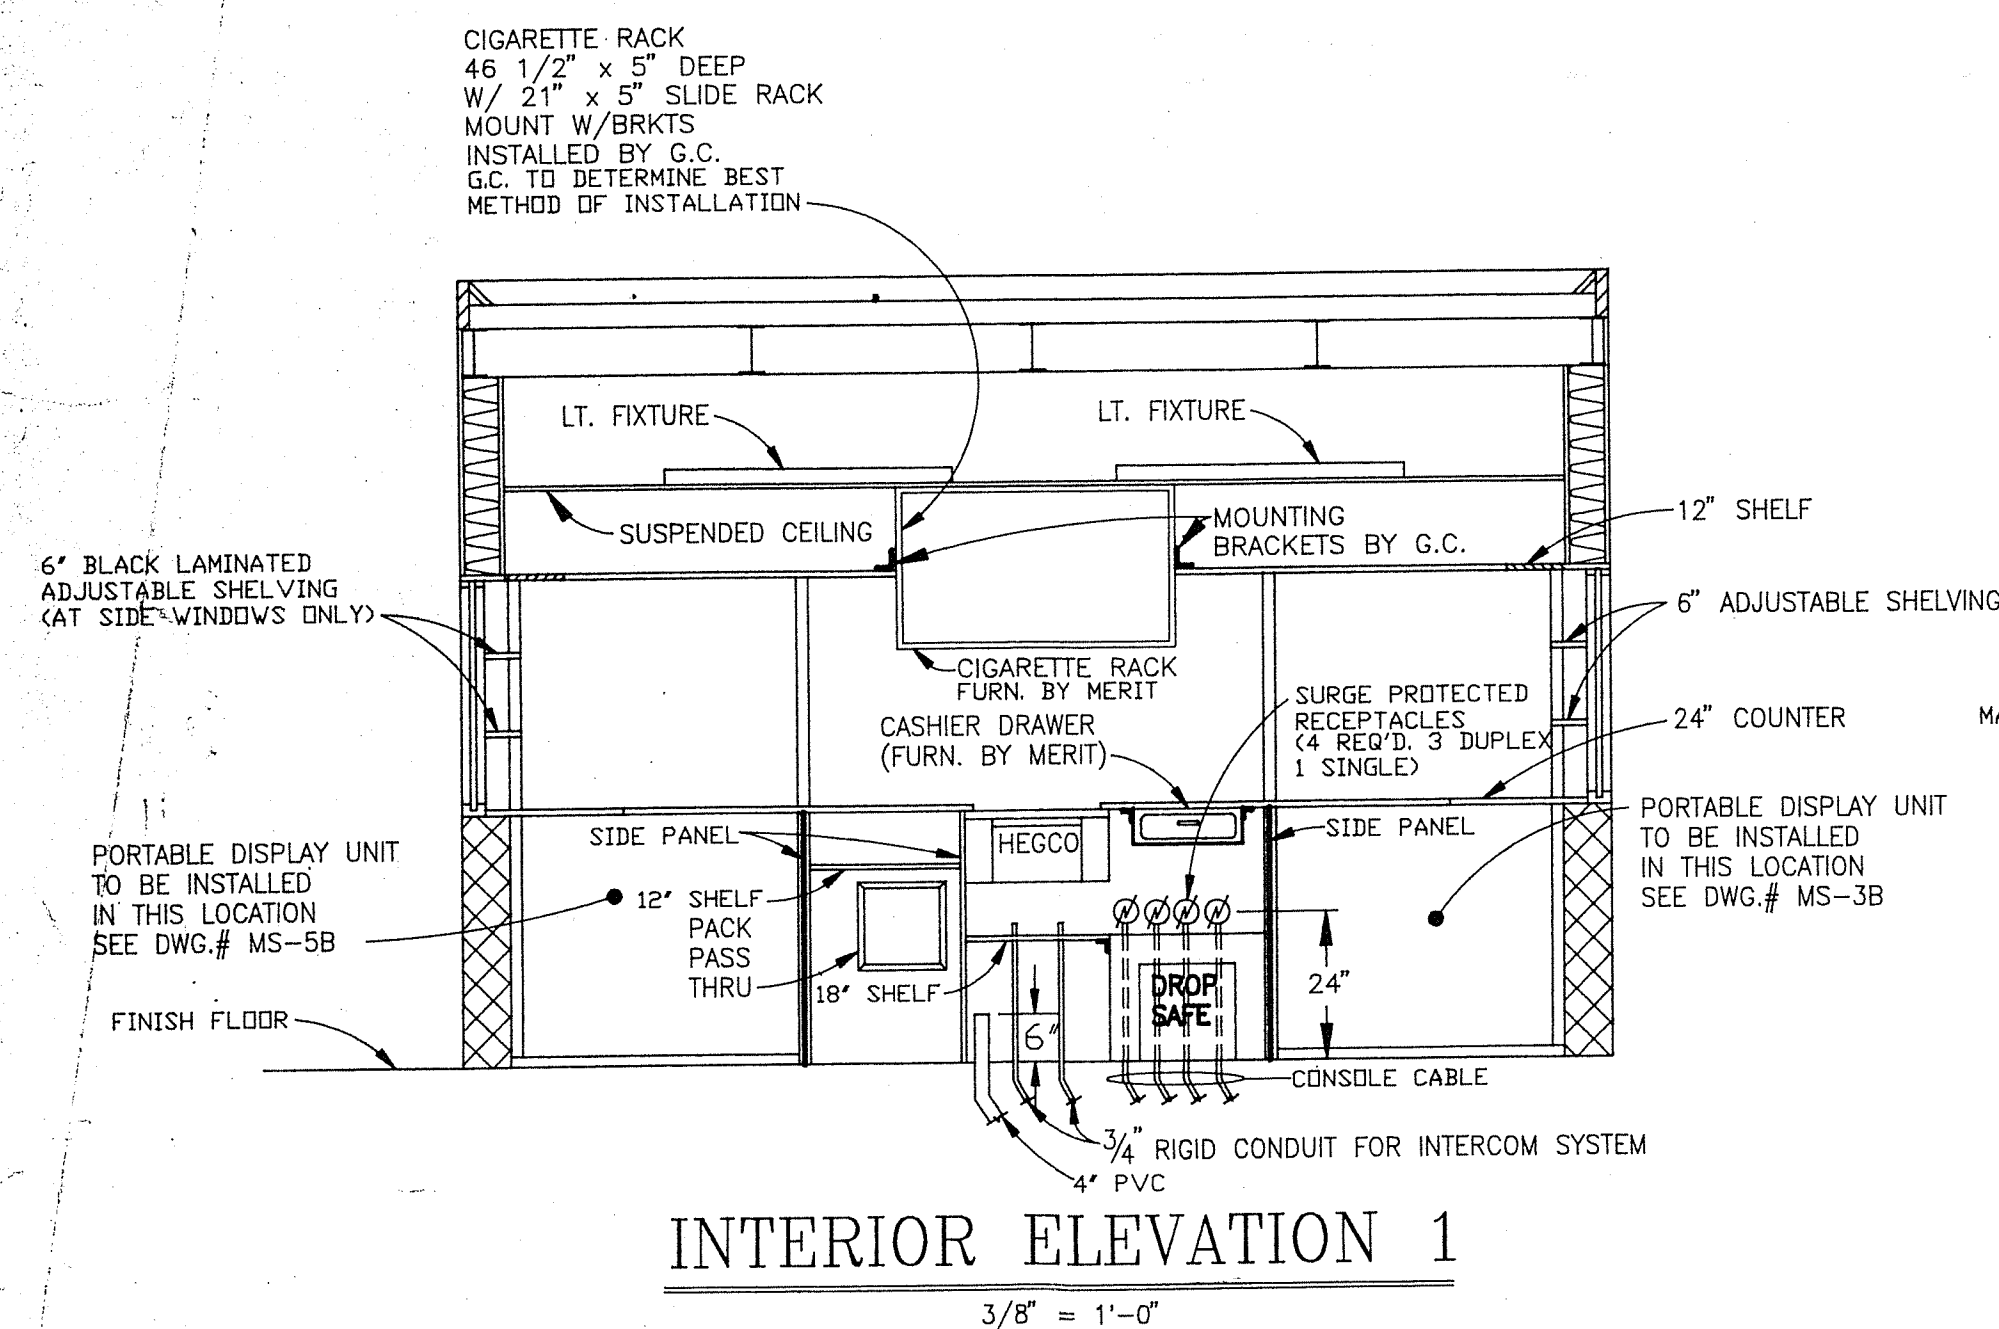 CIGARETTE RACK
46 1/2" x 5" DEEP
W/ 21" x 5" SLIDE RACK
MOUNT W/BRKTS
INSTALLED BY G.C.
G.C. TO DETERMINE BEST
METHOD OF INSTALLATION
LT. FIXTURE
LT. FIXTURE
SUSPENDED CEILING
MOUNTING
BRACKETS BY G.C.
12" SHELF
6" BLACK LAMINATED
ADJUSTABLE SHELVING
(AT SIDE WINDOWS ONLY)
6" ADJUSTABLE SHELVING
CIGARETTE RACK
FURN. BY MERIT
CASHIER DRAWER
(FURN. BY MERIT)
SURGE PROTECTED
RECEPTACLES
(4 REQ'D. 3 DUPLEX
1 SINGLE)
24" COUNTER
MA
SIDE PANEL
HEGCO
SIDE PANEL
PORTABLE DISPLAY UNIT
TO BE INSTALLED
IN THIS LOCATION
SEE DWG.# MS-3B
PORTABLE DISPLAY UNIT
TO BE INSTALLED
IN THIS LOCATION
SEE DWG.# MS-5B
12" SHELF
PACK
PASS
THRU
18" SHELF
DROP
SAFE
24"
6"
FINISH FLOOR
CONSOLE CABLE
3/4" RIGID CONDUIT FOR INTERCOM SYSTEM
4" PVC
INTERIOR ELEVATION 1
3/8" = 1'-0"